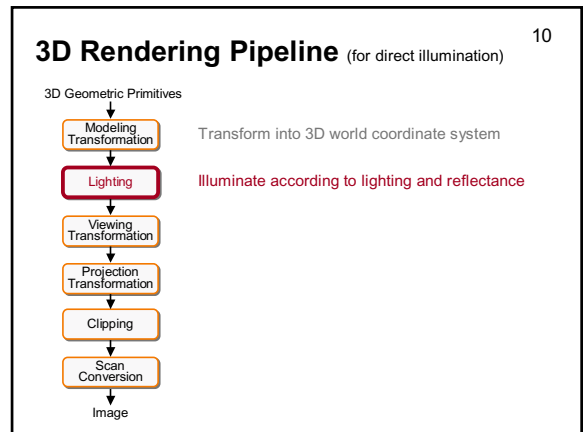 10
3D Rendering Pipeline (for direct illumination)
3D Geometric Primitives
Modeling
Transformation
Transform into 3D world coordinate system
Lighting
Illuminate according to lighting and reflectance
Viewing
Transformation
Projection
Transformation
Clipping
Scan
Conversion
Image